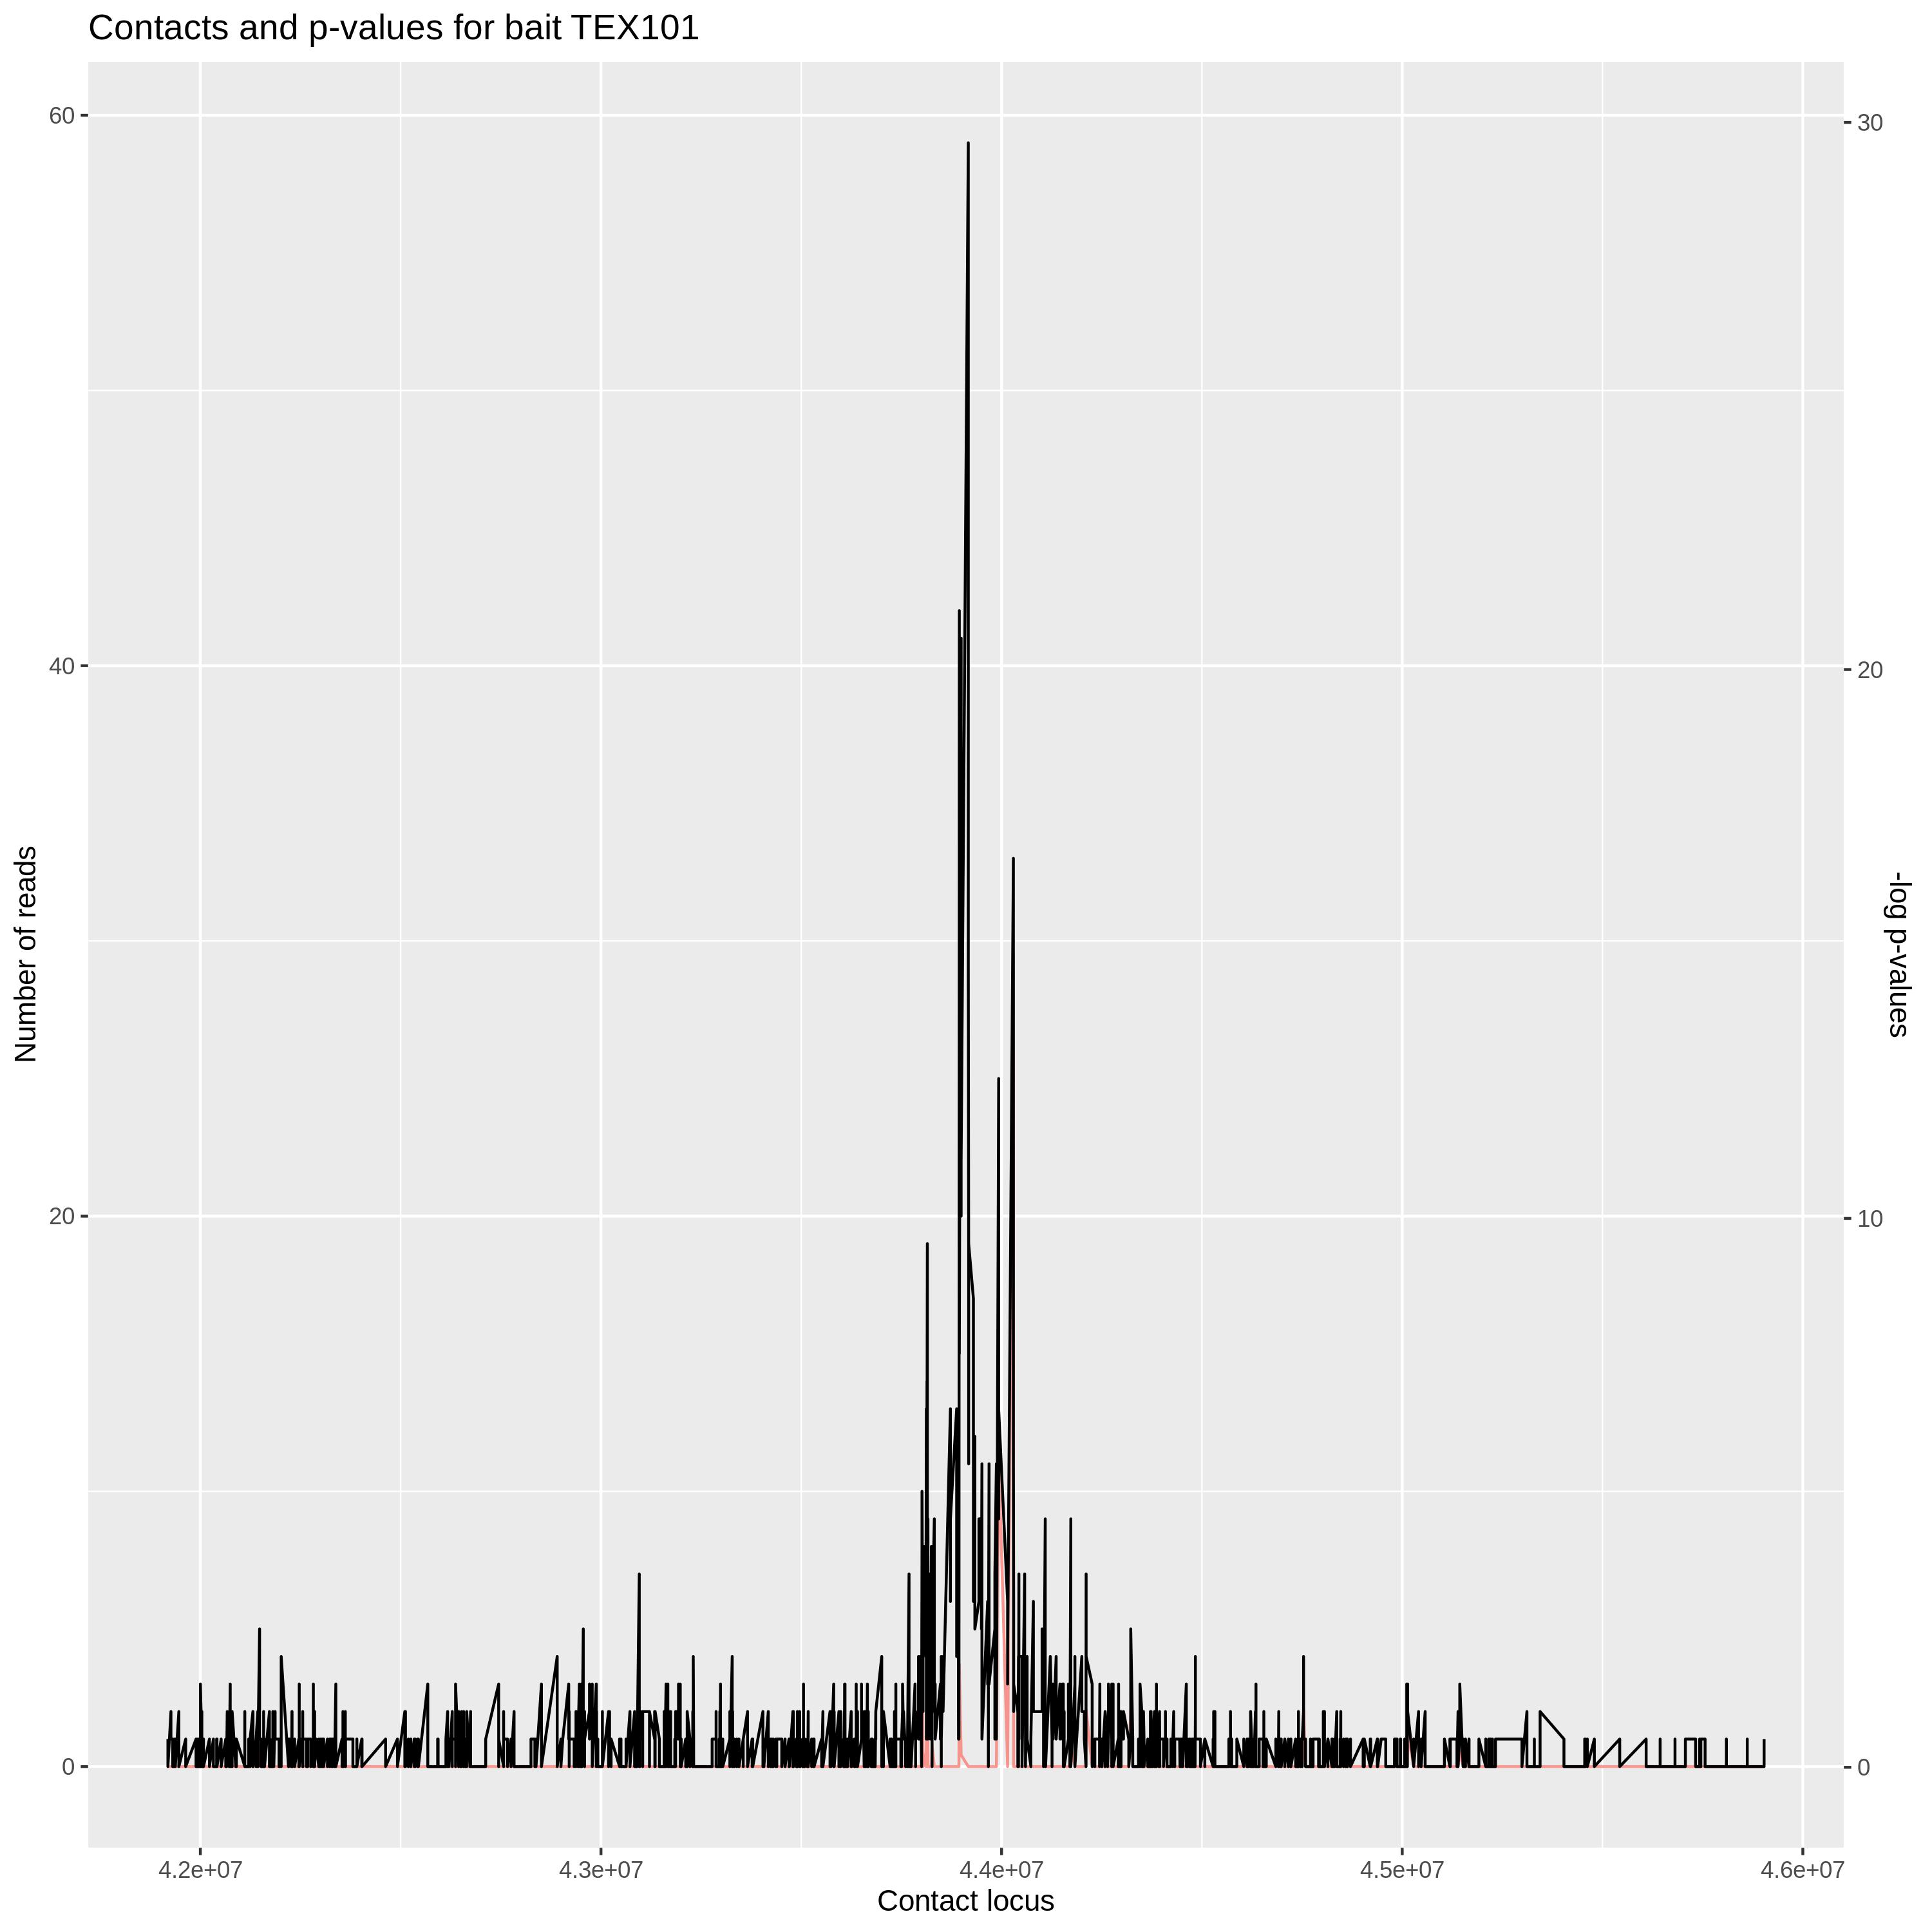 Contacts and p-values for bait TEX101
60
40
20
0
Number of reads
30
20
10
0
-log p-values
4.2e+07
4.3e+07
4.4e+07
4.5e+07
4.6e+07
Contact locus